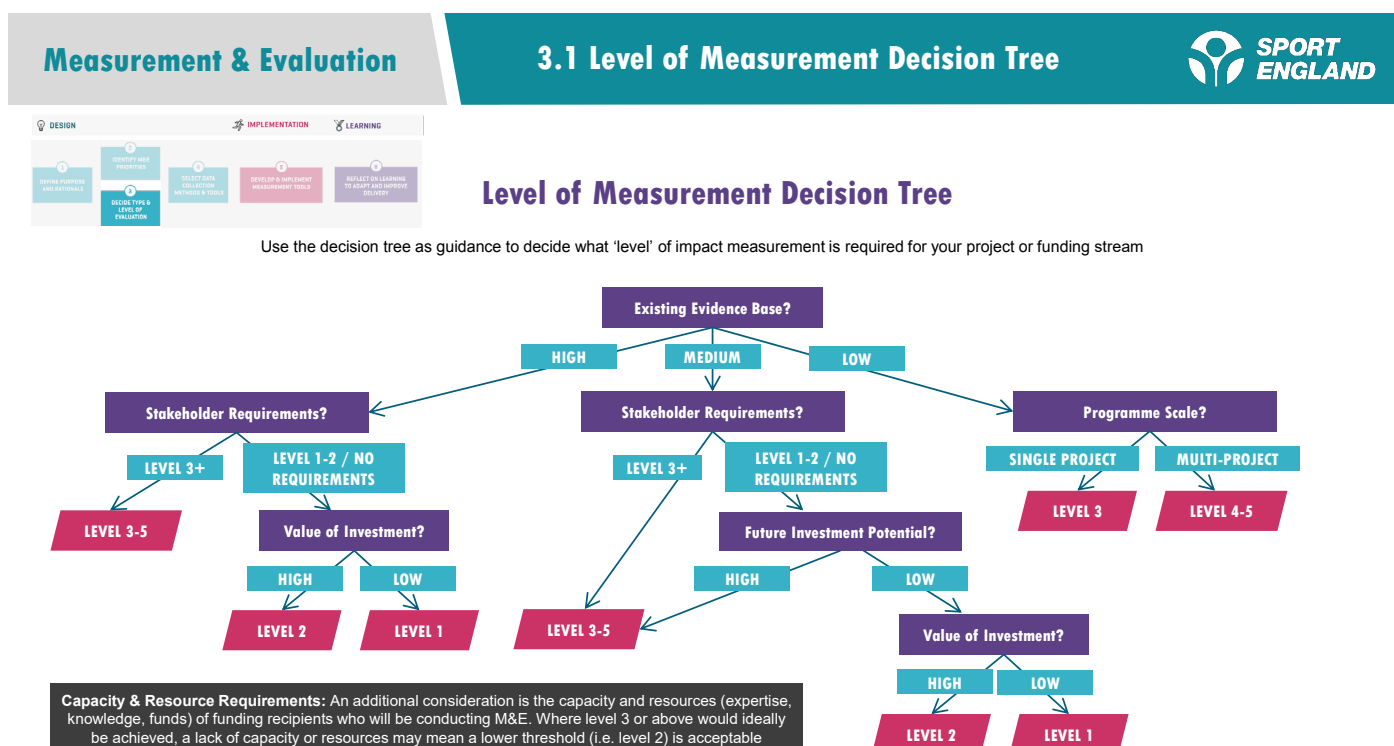 Measurement & Evaluation
3.1 Level of Measurement Decision Tree
SPORT
ENGLAND
DESIGN
IMPLEMENTATION
LEARNING
1
DEFINE PURPOSE
AND RATIONALE
2
IDENTIFY M&E
PRIORITIES
3
DECIDE TYPE &
LEVEL OF
EVALUATION
4
SELECT DATA
COLLECTION
METHODS & TOOLS
5
DEVELOP & IMPLEMENT
MEASUREMENT TOOLS
6
REFLECT ON LEARNING
TO ADAPT AND IMPROVE
DELIVERY
Level of Measurement Decision Tree
Use the decision tree as guidance to decide what ‘level’ of impact measurement is required for your project or funding stream
Existing Evidence Base?
HIGH
MEDIUM
LOW
Stakeholder Requirements?
Stakeholder Requirements?
Programme Scale?
LEVEL 3+
LEVEL 1-2 / NO
REQUIREMENTS
LEVEL 3+
LEVEL 1-2 / NO
REQUIREMENTS
SINGLE PROJECT
MULTI-PROJECT
LEVEL 3-5
Value of Investment?
Future Investment Potential?
LEVEL 3
LEVEL 4-5
HIGH
LOW
HIGH
LOW
LEVEL 2
LEVEL 1
LEVEL 3-5
Value of Investment?
HIGH
LOW
LEVEL 2
LEVEL 1
Capacity & Resource Requirements: An additional consideration is the capacity and resources (expertise,
knowledge, funds) of funding recipients who will be conducting M&E. Where level 3 or above would ideally
be achieved, a lack of capacity or resources may mean a lower threshold (i.e. level 2) is acceptable